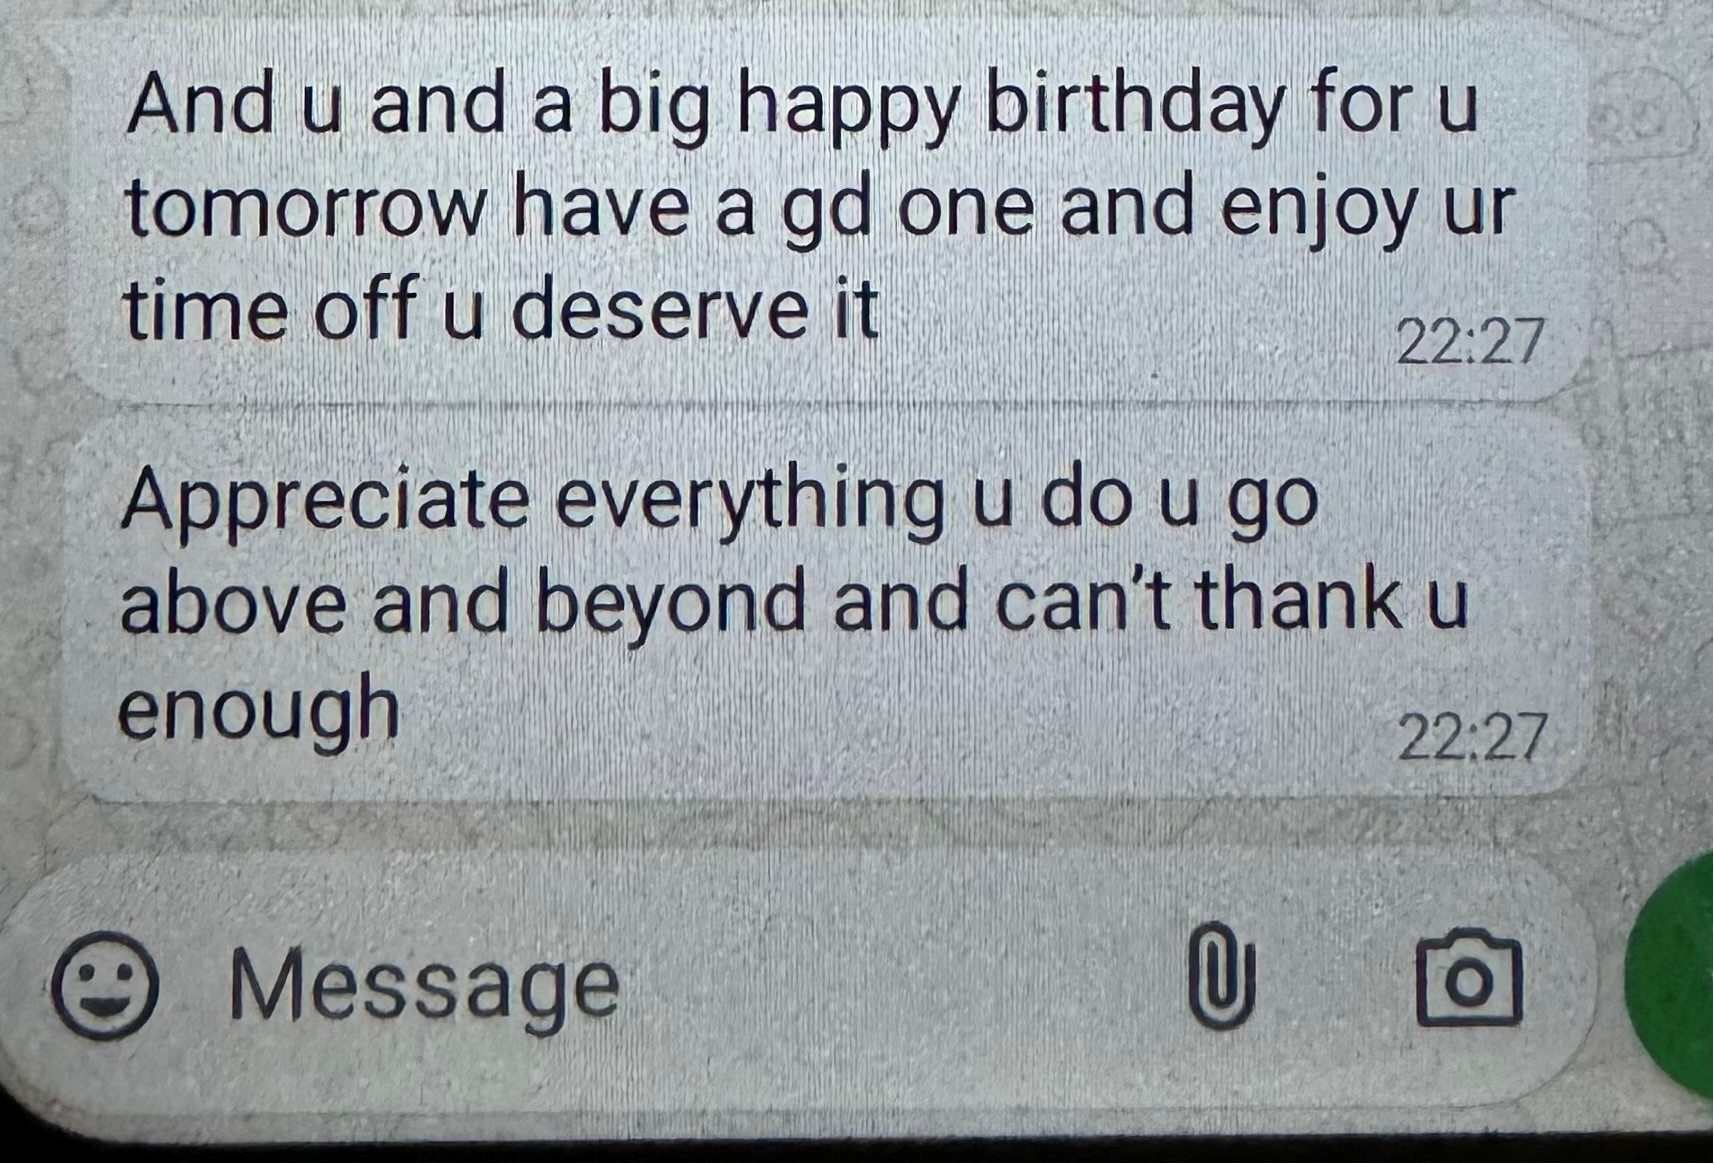 And u and a big happy birthday for u
tomorrow have a gd one and enjoy ur
time off u deserve it
22:27
Appreciate everything u do u go
above and beyond and can't thank u
enough
22:27
Message